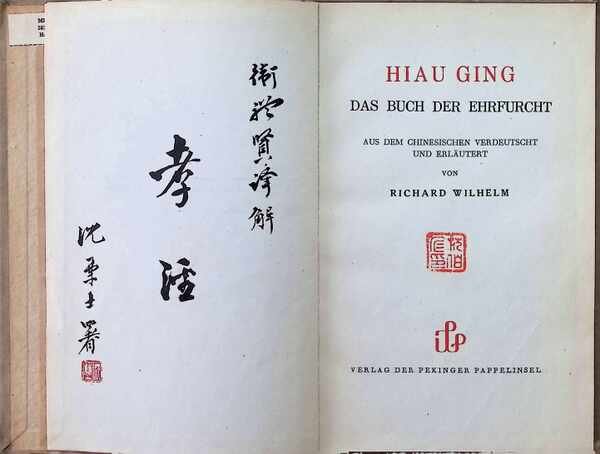 衛禮賢譯解
孝經
沈兼士署
HIAU GING
DAS BUCH DER EHRFURCHT
AUS DEM CHINESISCHEN VERDEUTSCHT
UND ERLÄUTERT
VON
RICHARD WILHELM
VERLAG DER PEKINGER PAPPELINSEL